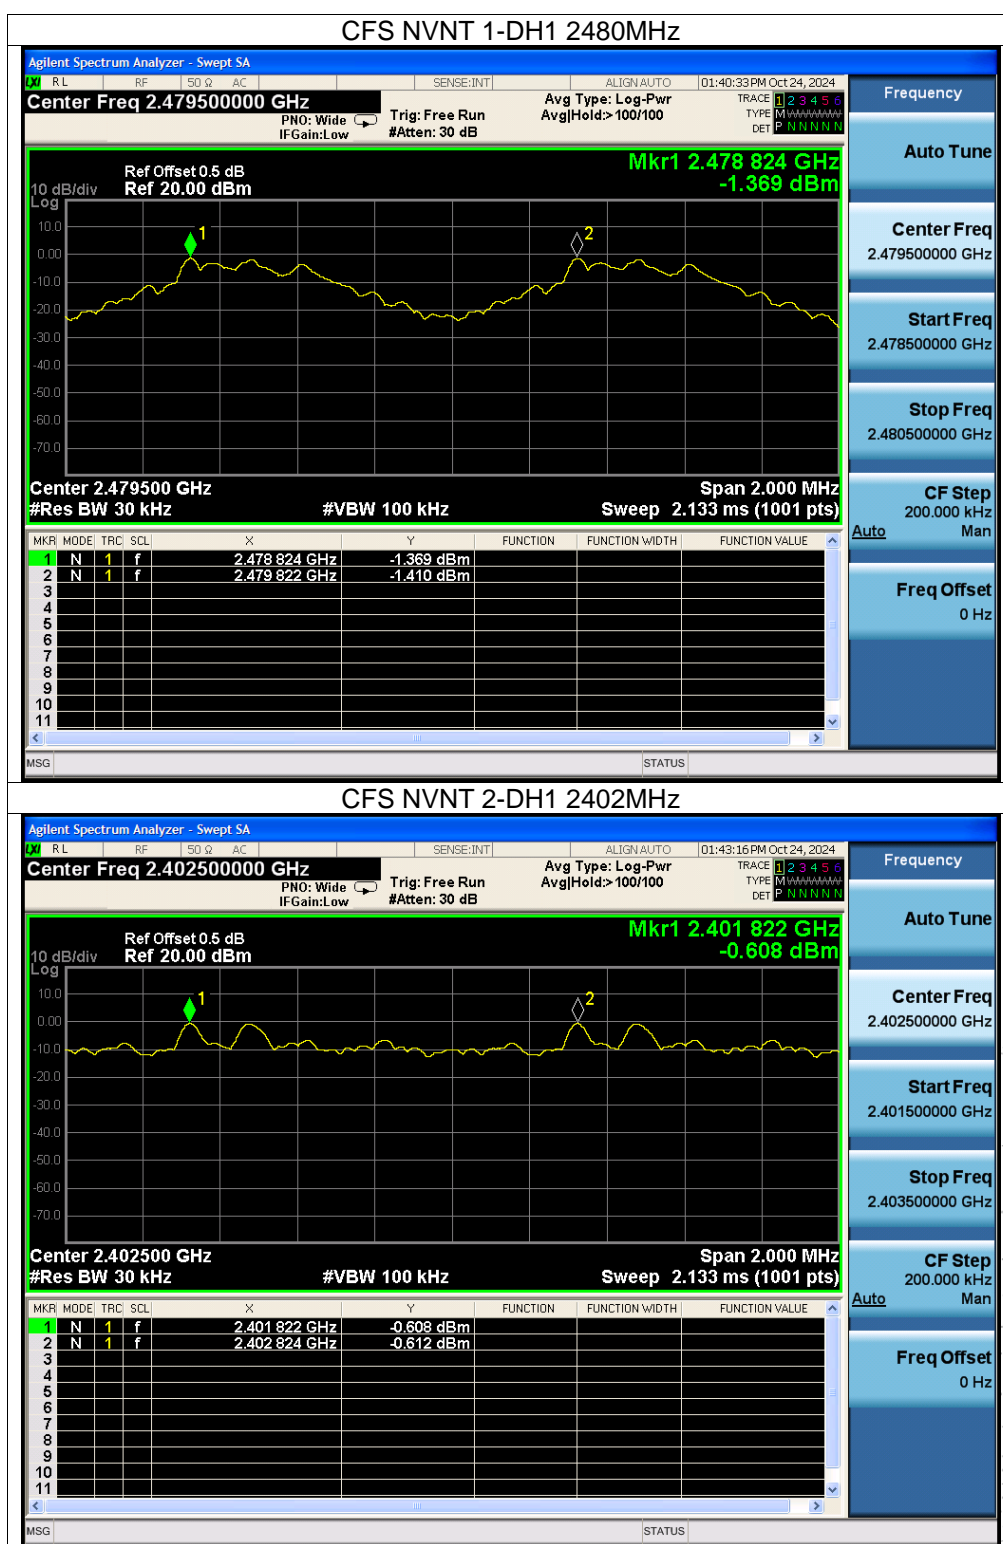 CFS NVNT 1-DH1 2480MHz
Agilent Spectrum Analyzer - Swept SA
LXI RL RF 50 Ω AC SENSE:INT ALIGN AUTO 01:40:33 PM Oct 24, 2024
Center Freq 2.479500000 GHz
PNO: Wide
IFGain:Low
Trig: Free Run
#Atten: 30 dB
Avg Type: Log-Pwr
Avg|Hold:>100/100
TRACE 1 2 3 4 5 6
TYPE M
DET P N N N N N
Mkr1 2.478 824 GHz
-1.369 dBm
Ref Offset 0.5 dB
10 dB/div Ref 20.00 dBm
Log
10.0
0.00
-10.0
-20.0
-30.0
-40.0
-50.0
-60.0
-70.0
1
2
Center 2.479500 GHz Span 2.000 MHz
#Res BW 30 kHz #VBW 100 kHz Sweep 2.133 ms (1001 pts)
MKR MODE TRC SCL X Y FUNCTION FUNCTION WIDTH FUNCTION VALUE
1 N 1 f 2.478 824 GHz -1.369 dBm
2 N 1 f 2.479 822 GHz -1.410 dBm
3
4
5
6
7
8
9
10
11
MSG STATUS
Frequency
Auto Tune
Center Freq
2.479500000 GHz
Start Freq
2.478500000 GHz
Stop Freq
2.480500000 GHz
CF Step
200.000 kHz
Auto Man
Freq Offset
0 Hz
CFS NVNT 2-DH1 2402MHz
Agilent Spectrum Analyzer - Swept SA
LXI RL RF 50 Ω AC SENSE:INT ALIGN AUTO 01:43:16 PM Oct 24, 2024
Center Freq 2.402500000 GHz
PNO: Wide
IFGain:Low
Trig: Free Run
#Atten: 30 dB
Avg Type: Log-Pwr
Avg|Hold:>100/100
TRACE 1 2 3 4 5 6
TYPE M
DET P N N N N N
Mkr1 2.401 822 GHz
-0.608 dBm
Ref Offset 0.5 dB
10 dB/div Ref 20.00 dBm
Log
10.0
0.00
-10.0
-20.0
-30.0
-40.0
-50.0
-60.0
-70.0
1
2
Center 2.402500 GHz Span 2.000 MHz
#Res BW 30 kHz #VBW 100 kHz Sweep 2.133 ms (1001 pts)
MKR MODE TRC SCL X Y FUNCTION FUNCTION WIDTH FUNCTION VALUE
1 N 1 f 2.401 822 GHz -0.608 dBm
2 N 1 f 2.402 824 GHz -0.612 dBm
3
4
5
6
7
8
9
10
11
MSG STATUS
Frequency
Auto Tune
Center Freq
2.402500000 GHz
Start Freq
2.401500000 GHz
Stop Freq
2.403500000 GHz
CF Step
200.000 kHz
Auto Man
Freq Offset
0 Hz